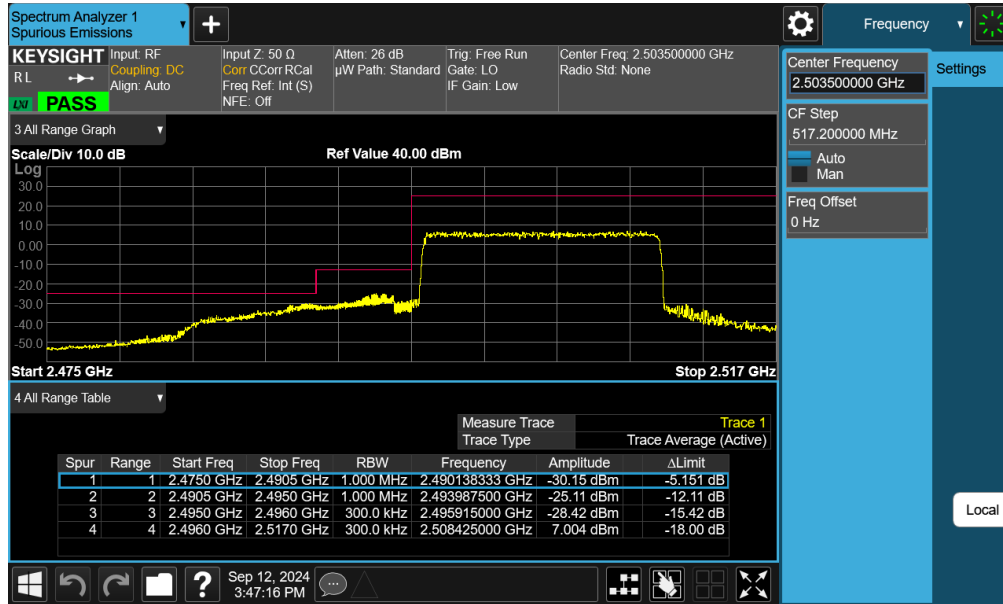 Spectrum Analyzer 1
Spurious Emissions
Frequency
KEYSIGHT
RL
LXI
PASS
Input: RF
Coupling: DC
Align: Auto
Input Z: 50 Ω
Corr CCorr RCal
Freq Ref: Int (S)
NFE: Off
Atten: 26 dB
µW Path: Standard
Trig: Free Run
Gate: LO
IF Gain: Low
Center Freq: 2.503500000 GHz
Radio Std: None
Center Frequency
2.503500000 GHz
Settings
CF Step
517.200000 MHz
Auto
Man
Freq Offset
0 Hz
3 All Range Graph
Scale/Div 10.0 dB
Ref Value 40.00 dBm
Log
30.0
20.0
10.0
0.00
-10.0
-20.0
-30.0
-40.0
-50.0
Start 2.475 GHz
Stop 2.517 GHz
4 All Range Table
Measure Trace Trace 1
Trace Type Trace Average (Active)
Spur Range Start Freq Stop Freq RBW Frequency Amplitude ΔLimit
1 1 2.4750 GHz 2.4905 GHz 1.000 MHz 2.490138333 GHz -30.15 dBm -5.151 dB
2 2 2.4905 GHz 2.4950 GHz 1.000 MHz 2.493987500 GHz -25.11 dBm -12.11 dB
3 3 2.4950 GHz 2.4960 GHz 300.0 kHz 2.495915000 GHz -28.42 dBm -15.42 dB
4 4 2.4960 GHz 2.5170 GHz 300.0 kHz 2.508425000 GHz 7.004 dBm -18.00 dB
Local
?
Sep 12, 2024
3:47:16 PM